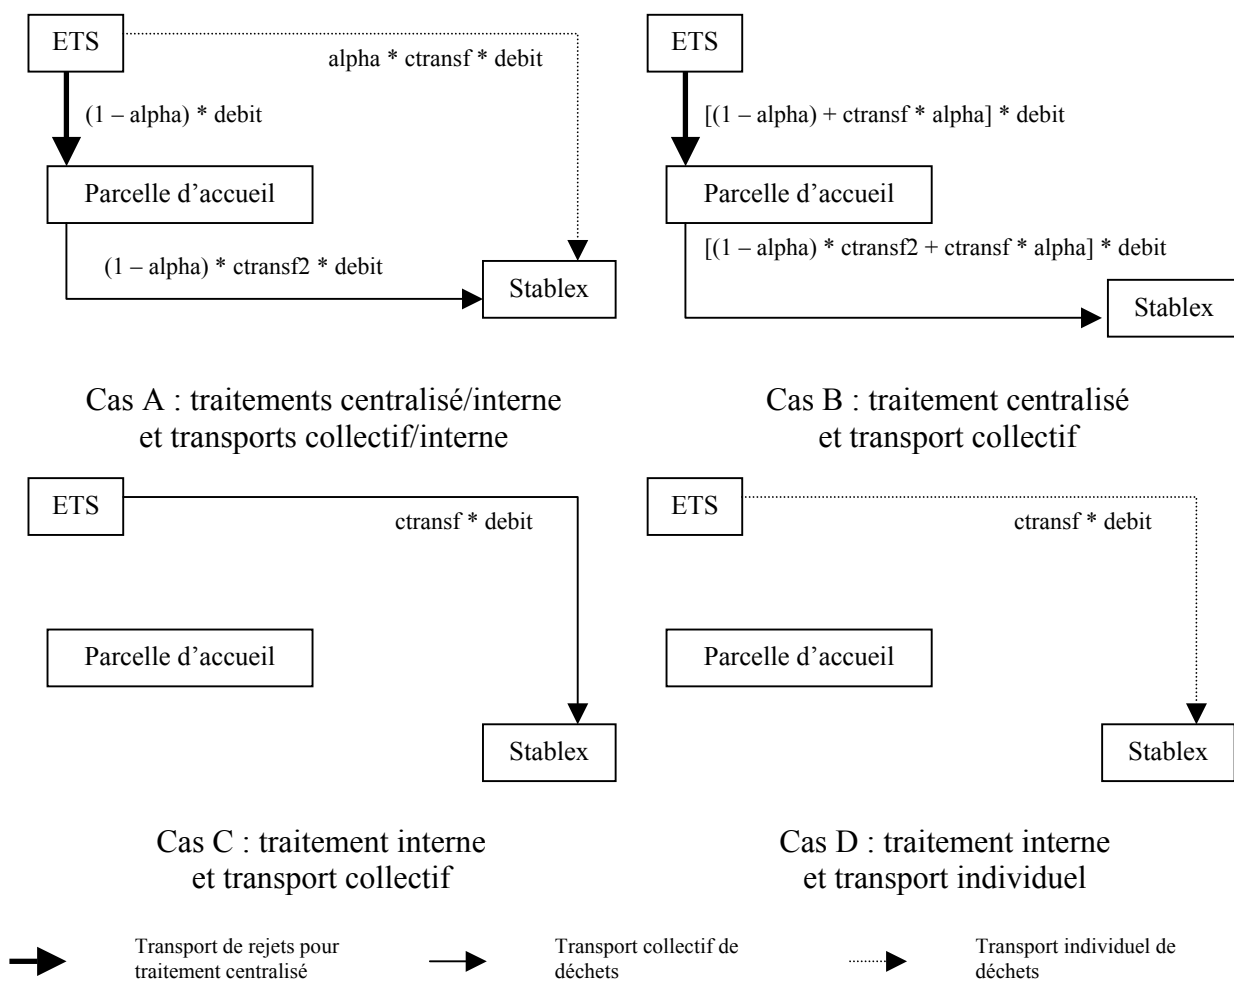 ETS
alpha * ctransf * debit
(1 – alpha) * debit
Parcelle d'accueil
(1 – alpha) * ctransf2 * debit
Stablex
Cas A : traitements centralisé/interne
et transports collectif/interne
ETS
[(1 – alpha) + ctransf * alpha] * debit
Parcelle d'accueil
[(1 – alpha) * ctransf2 + ctransf * alpha] * debit
Stablex
Cas B : traitement centralisé
et transport collectif
ETS
ctransf * debit
Parcelle d'accueil
Stablex
Cas C : traitement interne
et transport collectif
ETS
ctransf * debit
Parcelle d'accueil
Stablex
Cas D : traitement interne
et transport individuel
Transport de rejets pour
traitement centralisé
Transport collectif de
déchets
Transport individuel de
déchets